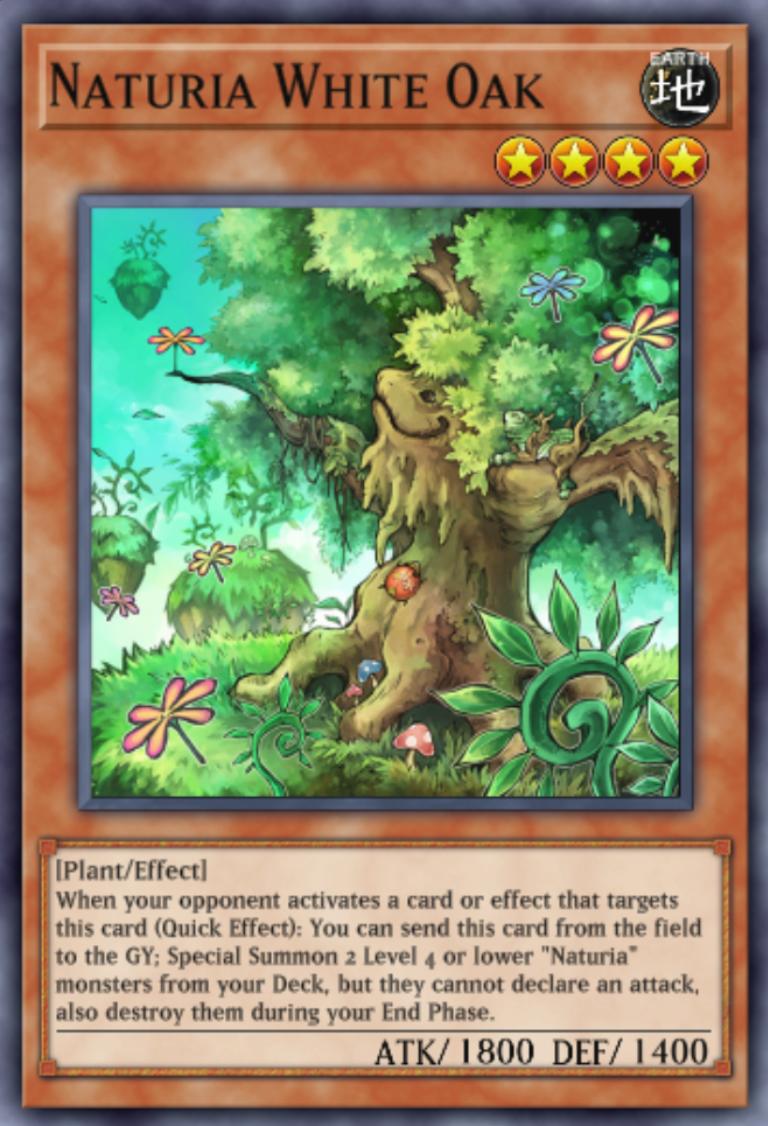 NATURIA WHITE OAK
EARTH
地
[Plant/Effect]
When your opponent activates a card or effect that targets
this card (Quick Effect): You can send this card from the field
to the GY; Special Summon 2 Level 4 or lower "Naturia"
monsters from your Deck, but they cannot declare an attack,
also destroy them during your End Phase.
ATK/ 1800 DEF/ 1400